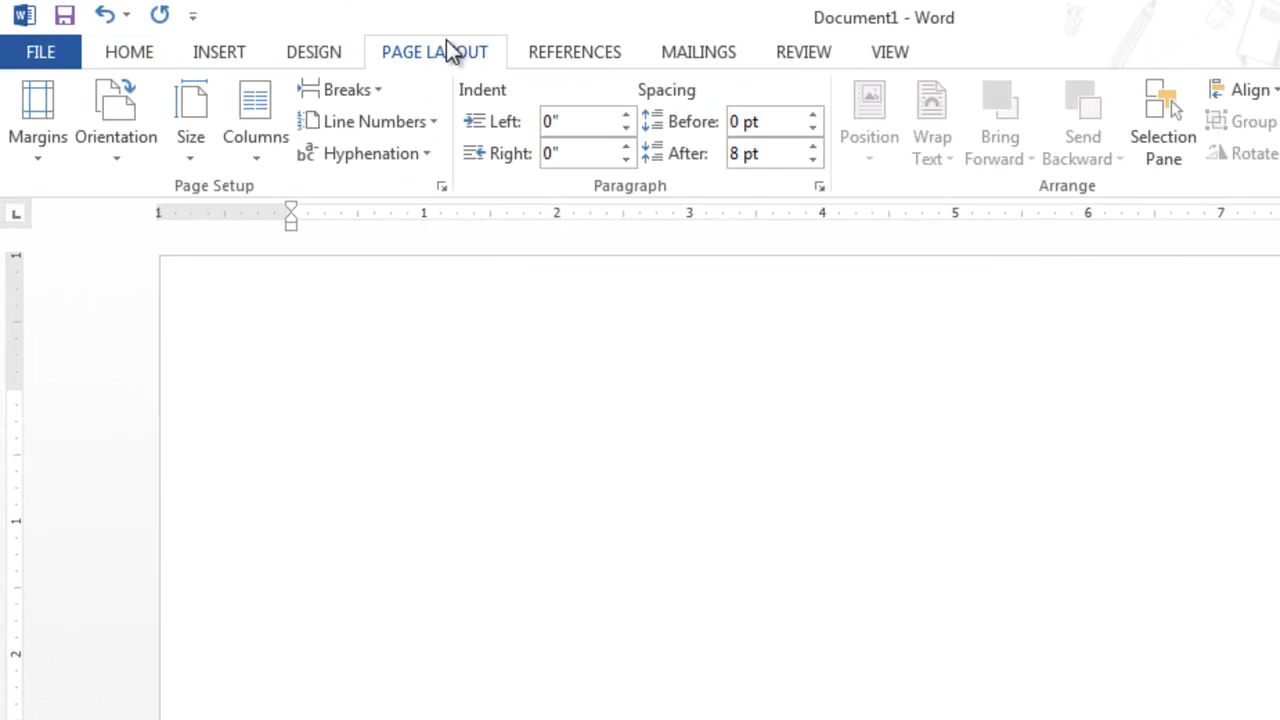 Document1 - Word
FILE HOME INSERT DESIGN PAGE LAYOUT REFERENCES MAILINGS REVIEW VIEW
Margins
Orientation
Size
Columns
Breaks
Line Numbers
Hyphenation
Page Setup
Indent
Left: 0"
Right: 0"
Spacing
Before: 0 pt
After: 8 pt
Paragraph
Position
Wrap
Text
Bring
Forward
Send
Backward
Selection
Pane
Align
Group
Rotate
Arrange
1 1 2 3 4 5 6 7
1
1
2